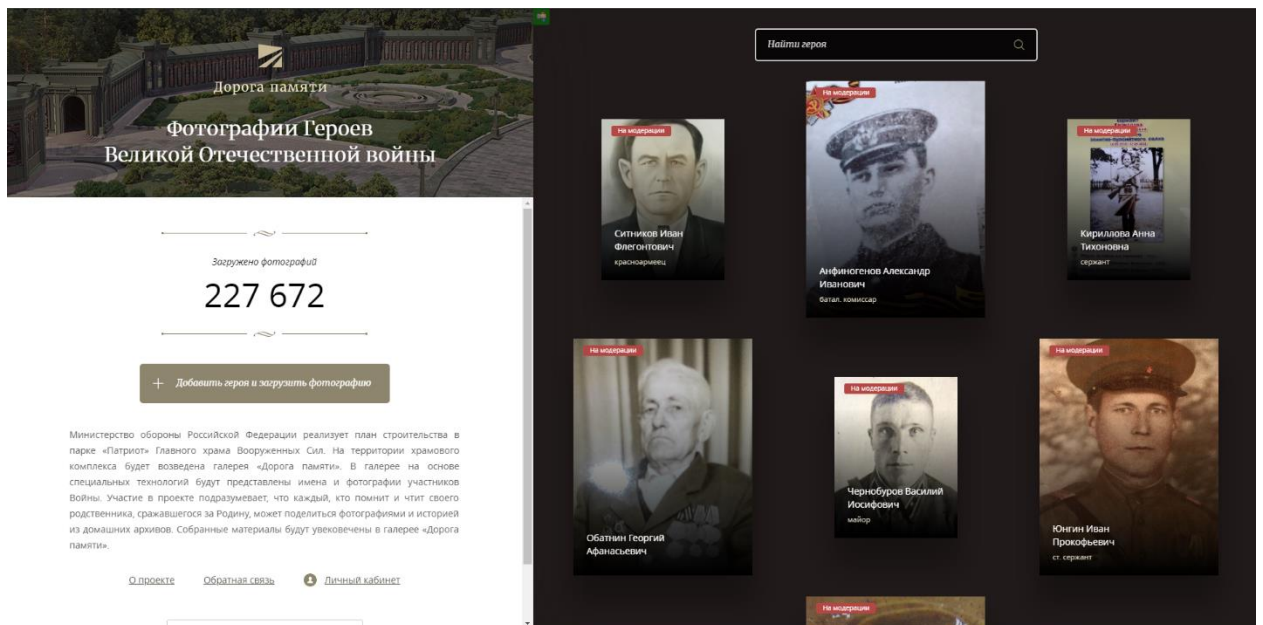 Дорога памяти
Фотографии Героев
Великой Отечественной войны
Загружено фотографий
227 672
Добавить героя и загрузить фотографию
Министерство обороны Российской Федерации реализует план строительства в
парке «Патриот» Главного храма Вооруженных Сил. На территории храмового
комплекса будет возведена галерея «Дорога памяти». В галерее на основе
специальных технологий будут представлены имена и фотографии участников
Войны. Участие в проекте подразумевает, что каждый, кто помнит и чтит своего
родственника, сражавшегося за Родину, может поделиться фотографиями и историей
из домашних архивов. Собранные материалы будут увековечены в галерее «Дорога
памяти».
О проекте Обратная связь Личный кабинет
Найти героя
На модерации
Ситников Иван
Флегонтович
красноармеец
На модерации
Анфиногенов Александр
Иванович
батал. комиссар
На модерации
Кириллова Анна
Тихоновна
сержант
На модерации
Обатнин Георгий
Афанасьевич
На модерации
Чернобуров Василий
Иосифович
майор
На модерации
Юнгин Иван
Прокофьевич
ст. сержант
На модерации